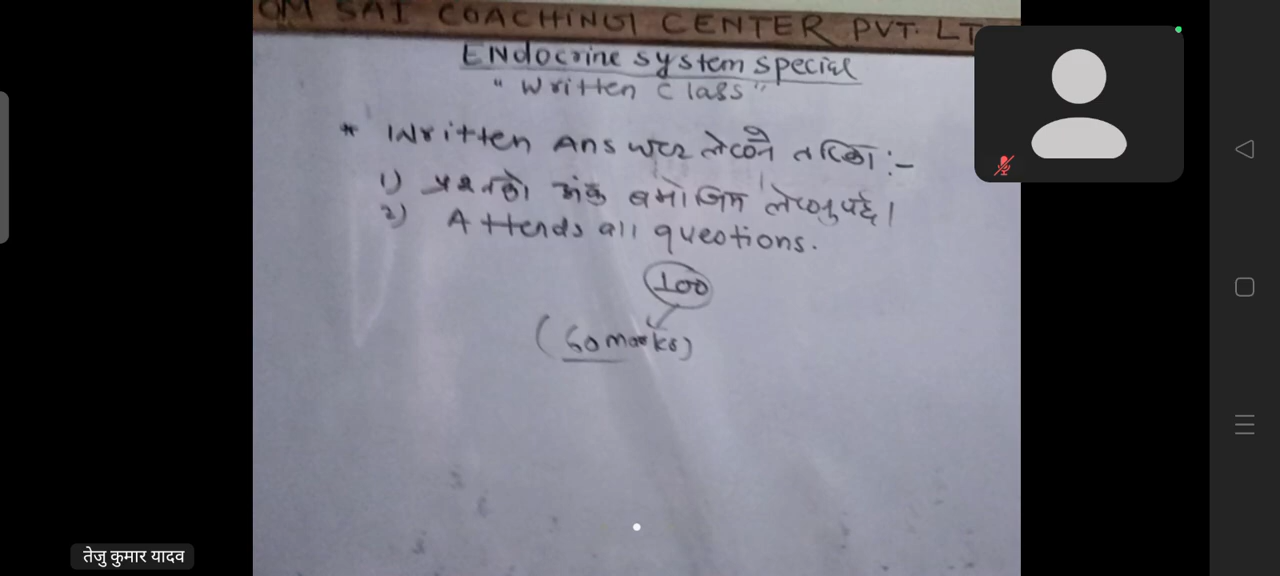 OM SAI COACHING CENTER PVT. LT
Endocrine system special
"Written Class"
* Written Answer लेख्ने तरिका :-
1) प्रश्नको अंक बमोजिम लेख्नुपर्छ।
2) Attends all questions.
100
(60 marks)
तेजु कुमार यादव